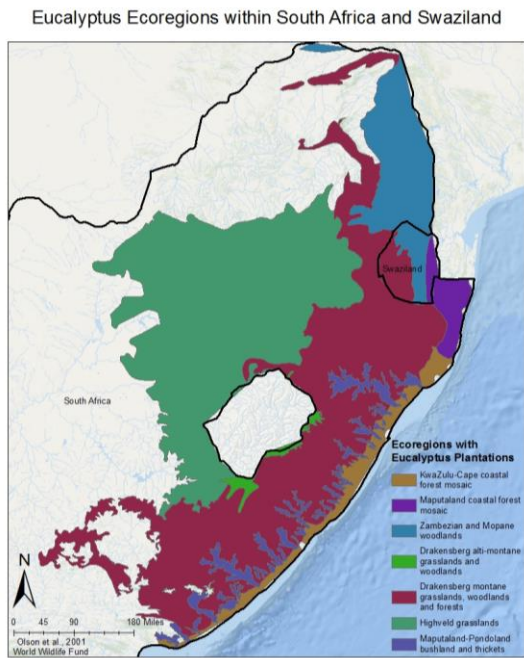 Eucalyptus Ecoregions within South Africa and Swaziland
Swaziland
South Africa
Ecoregions with
Eucalyptus Plantations
KwaZulu-Cape coastal
forest mosaic
Maputaland coastal forest
mosaic
Zambezian and Mopane
woodlands
Drakensberg alti-montane
grasslands and
woodlands
Drakensberg montane
grasslands, woodlands
and forests
Highveld grasslands
Maputaland-Pondoland
bushland and thickets
N
0 45 90 180 Miles
Olson et al., 2001
World Wildlife Fund